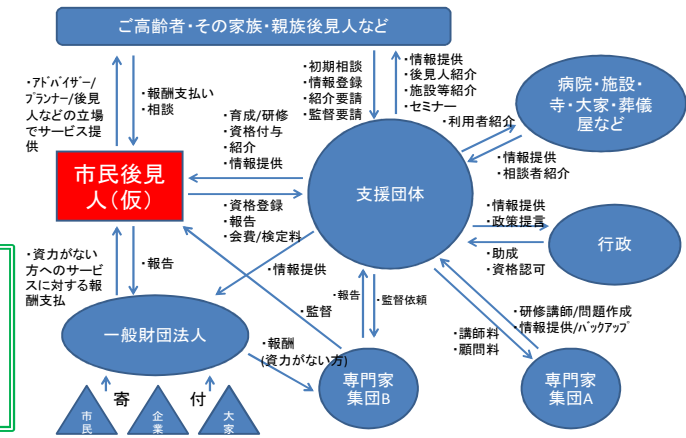 ご高齢者・その家族・親族後見人など
・アドバイザー/
プランナー/後見
人などの立場
でサービス提
供
・報酬支払い
・相談
・初期相談
・情報登録
・紹介要請
・監督要請
・情報提供
・後見人紹介
・施設等紹介
・セミナー
・利用者紹介
病院・施設・
寺・大家・葬儀
屋など
・情報提供
・相談者紹介
・育成/研修
・資格付与
・紹介
・情報提供
市民後見
人(仮)
支援団体
・資格登録
・報告
・会費/検定料
・情報提供
・政策提言
行政
・助成
・資格認可
・資力がない
方へのサービ
スに対する報
酬支払
・報告
・情報提供
・監督
・報告
・監督依頼
・研修講師/問題作成
・情報提供/バックアップ
・講師料
・顧問料
一般財団法人
・報酬
(資力がない方)
専門家
集団B
専門家
集団A
寄 付
市民
企業
大家